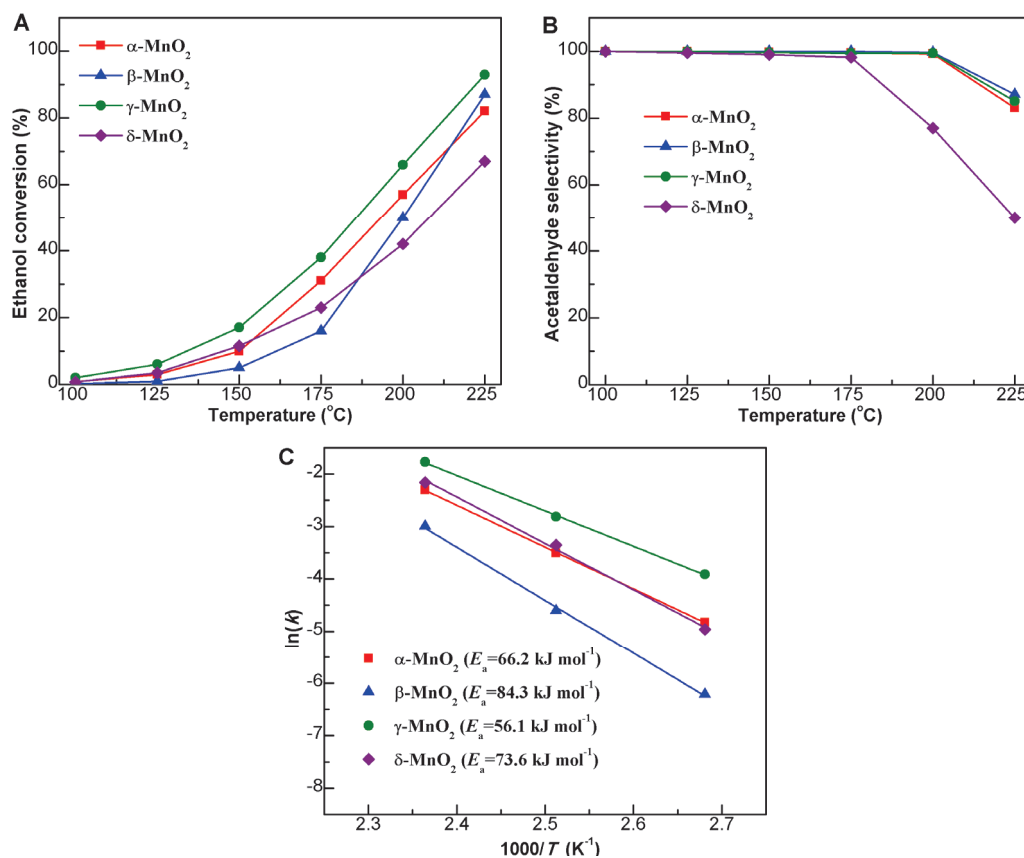 A
α-MnO₂
β-MnO₂
γ-MnO₂
δ-MnO₂
Ethanol conversion (%)
100
80
60
40
20
0
100 125 150 175 200 225
Temperature (°C)
B
α-MnO₂
β-MnO₂
γ-MnO₂
δ-MnO₂
Acetaldehyde selectivity (%)
100
80
60
40
20
0
100 125 150 175 200 225
Temperature (°C)
C
ln(k)
-2
-3
-4
-5
-6
-7
-8
α-MnO₂ (Eₐ=66.2 kJ mol⁻¹)
β-MnO₂ (Eₐ=84.3 kJ mol⁻¹)
γ-MnO₂ (Eₐ=56.1 kJ mol⁻¹)
δ-MnO₂ (Eₐ=73.6 kJ mol⁻¹)
2.3 2.4 2.5 2.6 2.7
1000/T (K⁻¹)